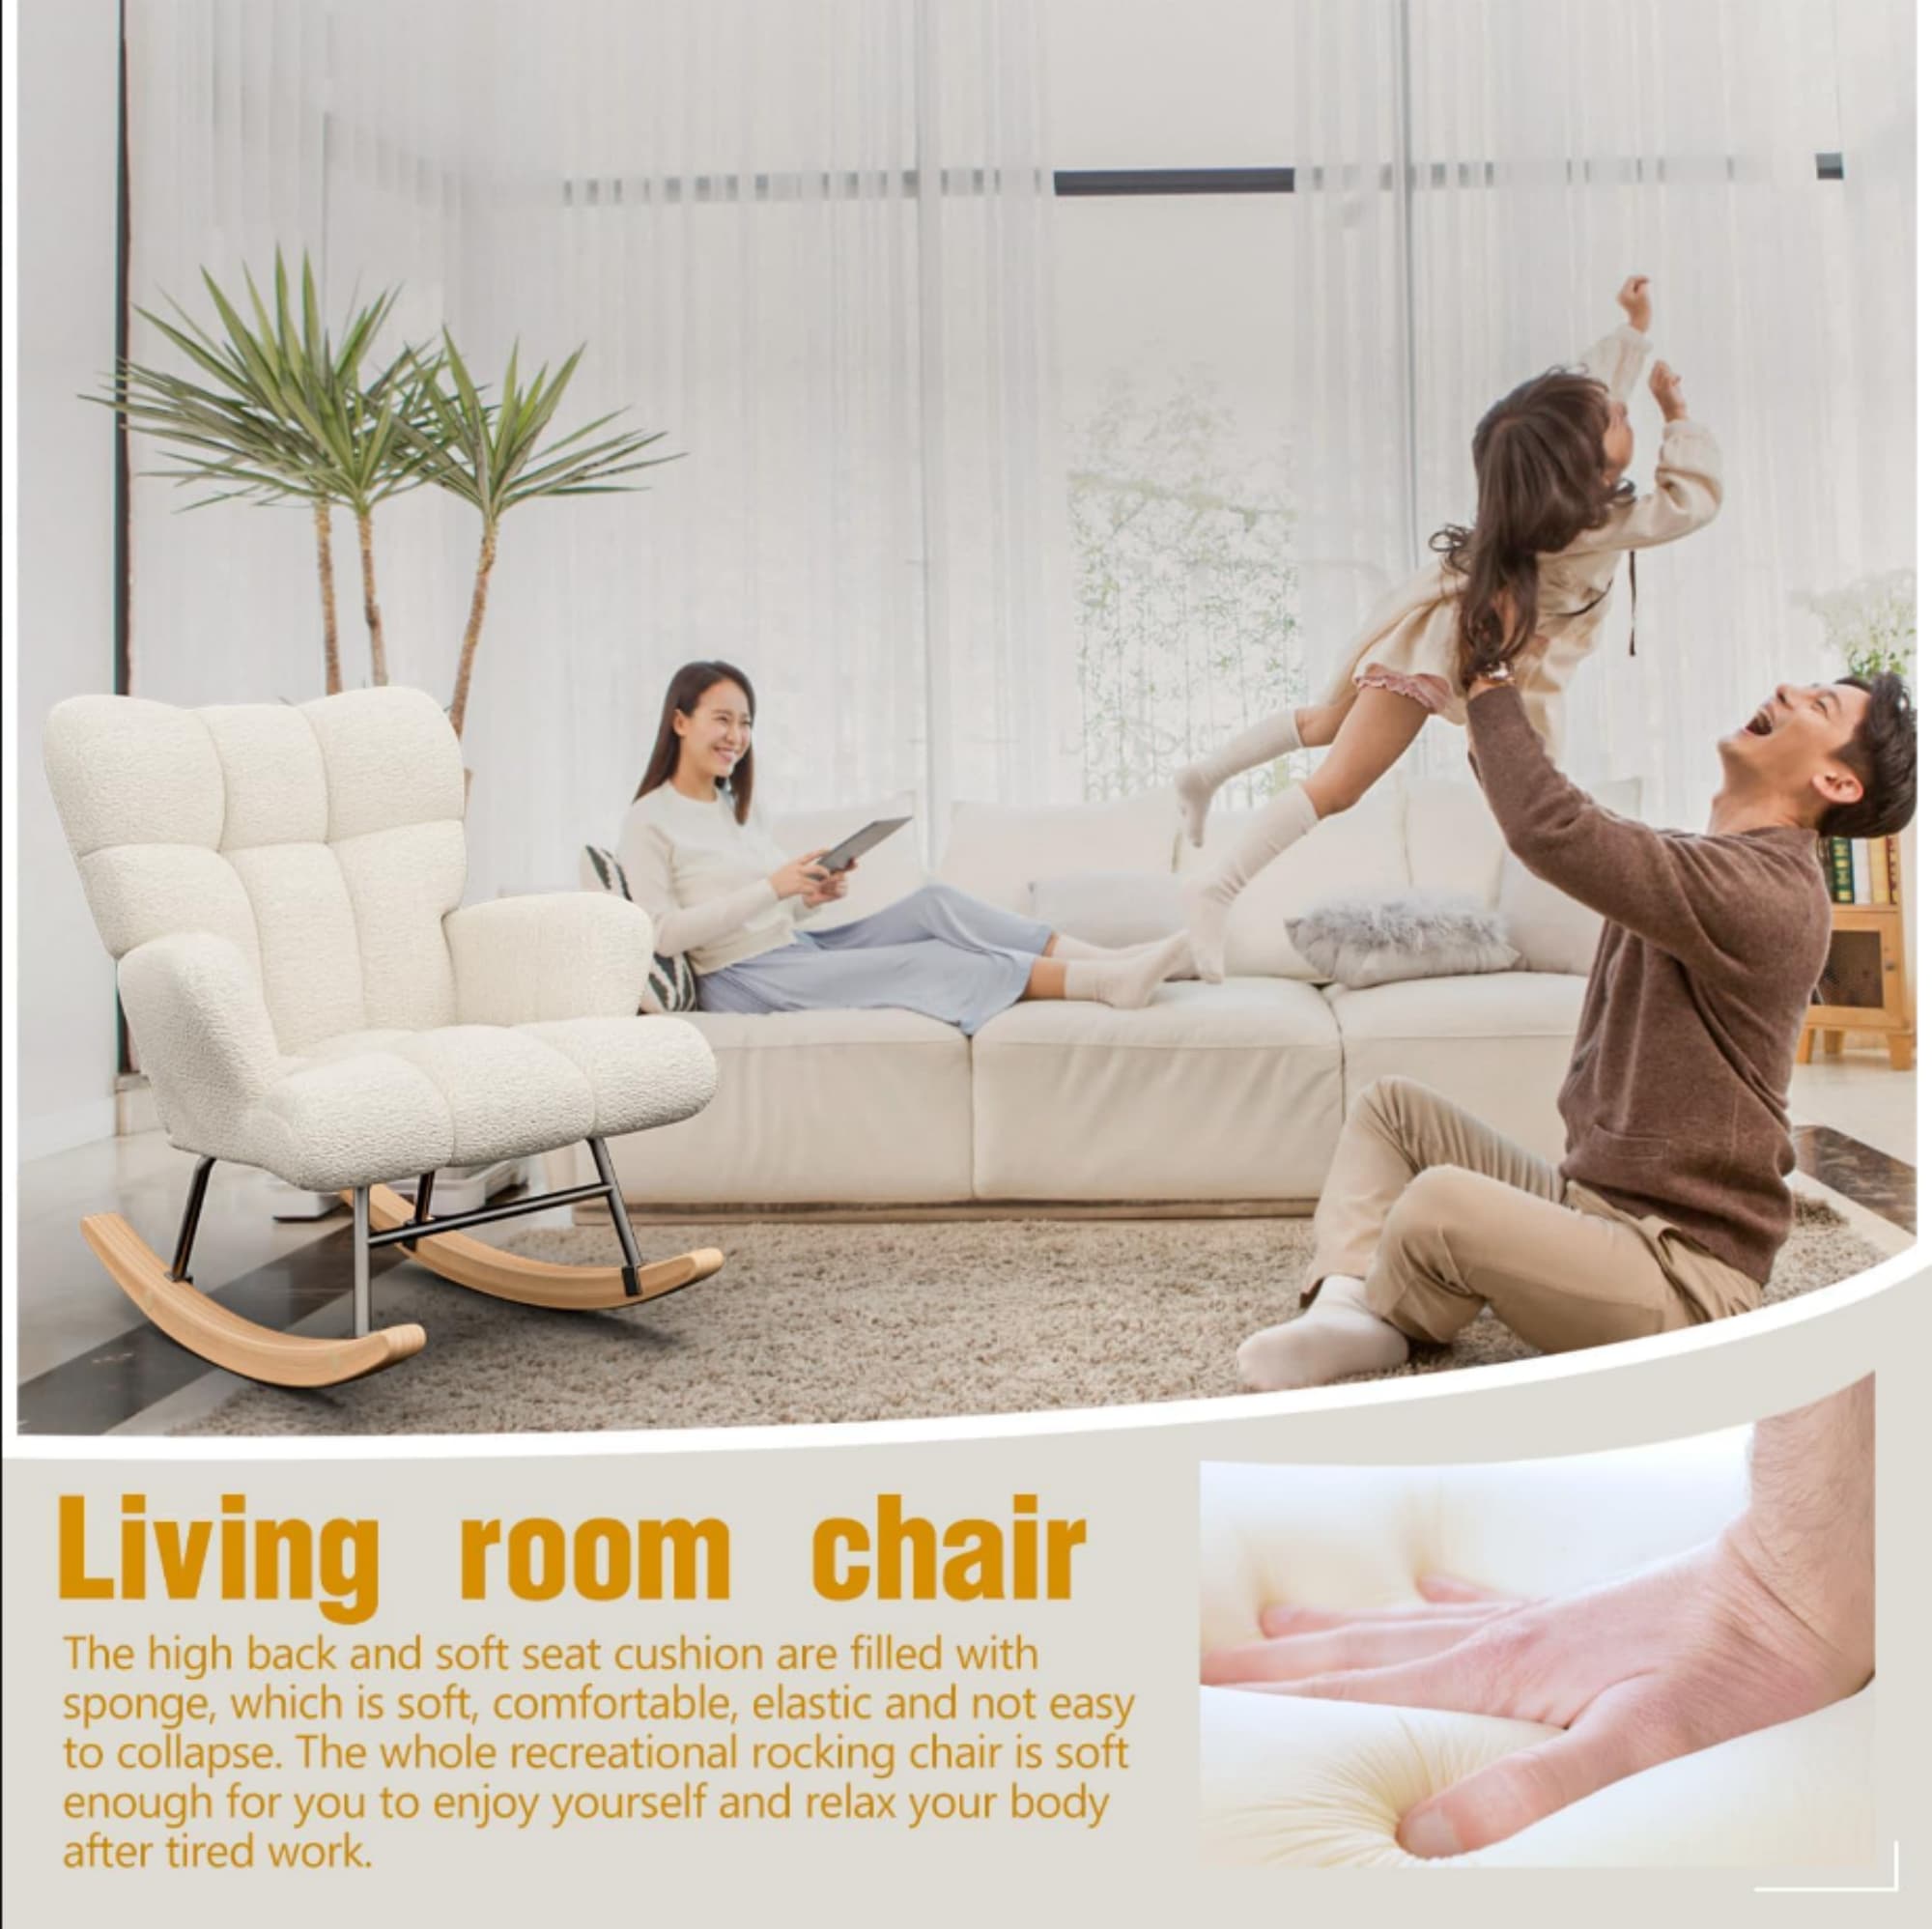 Living room chair
The high back and soft seat cushion are filled with
sponge, which is soft, comfortable, elastic and not easy
to collapse. The whole recreational rocking chair is soft
enough for you to enjoy yourself and relax your body
after tired work.